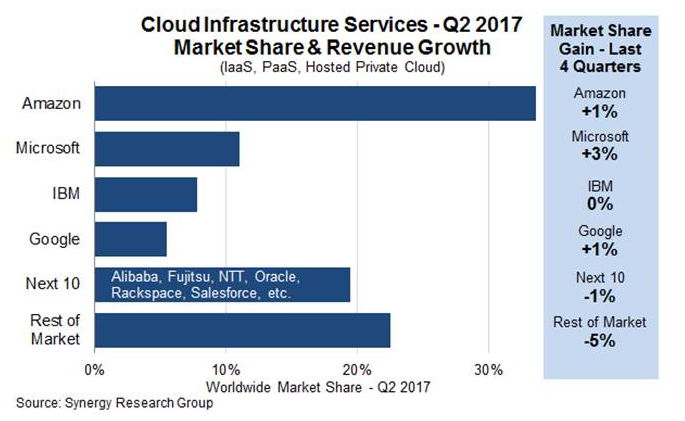 Cloud Infrastructure Services - Q2 2017
Market Share & Revenue Growth
(IaaS, PaaS, Hosted Private Cloud)
Amazon
Microsoft
IBM
Google
Next 10
Alibaba, Fujitsu, NTT, Oracle,
Rackspace, Salesforce, etc.
Rest of
Market
0%
10%
20%
30%
Worldwide Market Share - Q2 2017
Source: Synergy Research Group
Market Share
Gain - Last
4 Quarters
Amazon
+1%
Microsoft
+3%
IBM
0%
Google
+1%
Next 10
-1%
Rest of Market
-5%